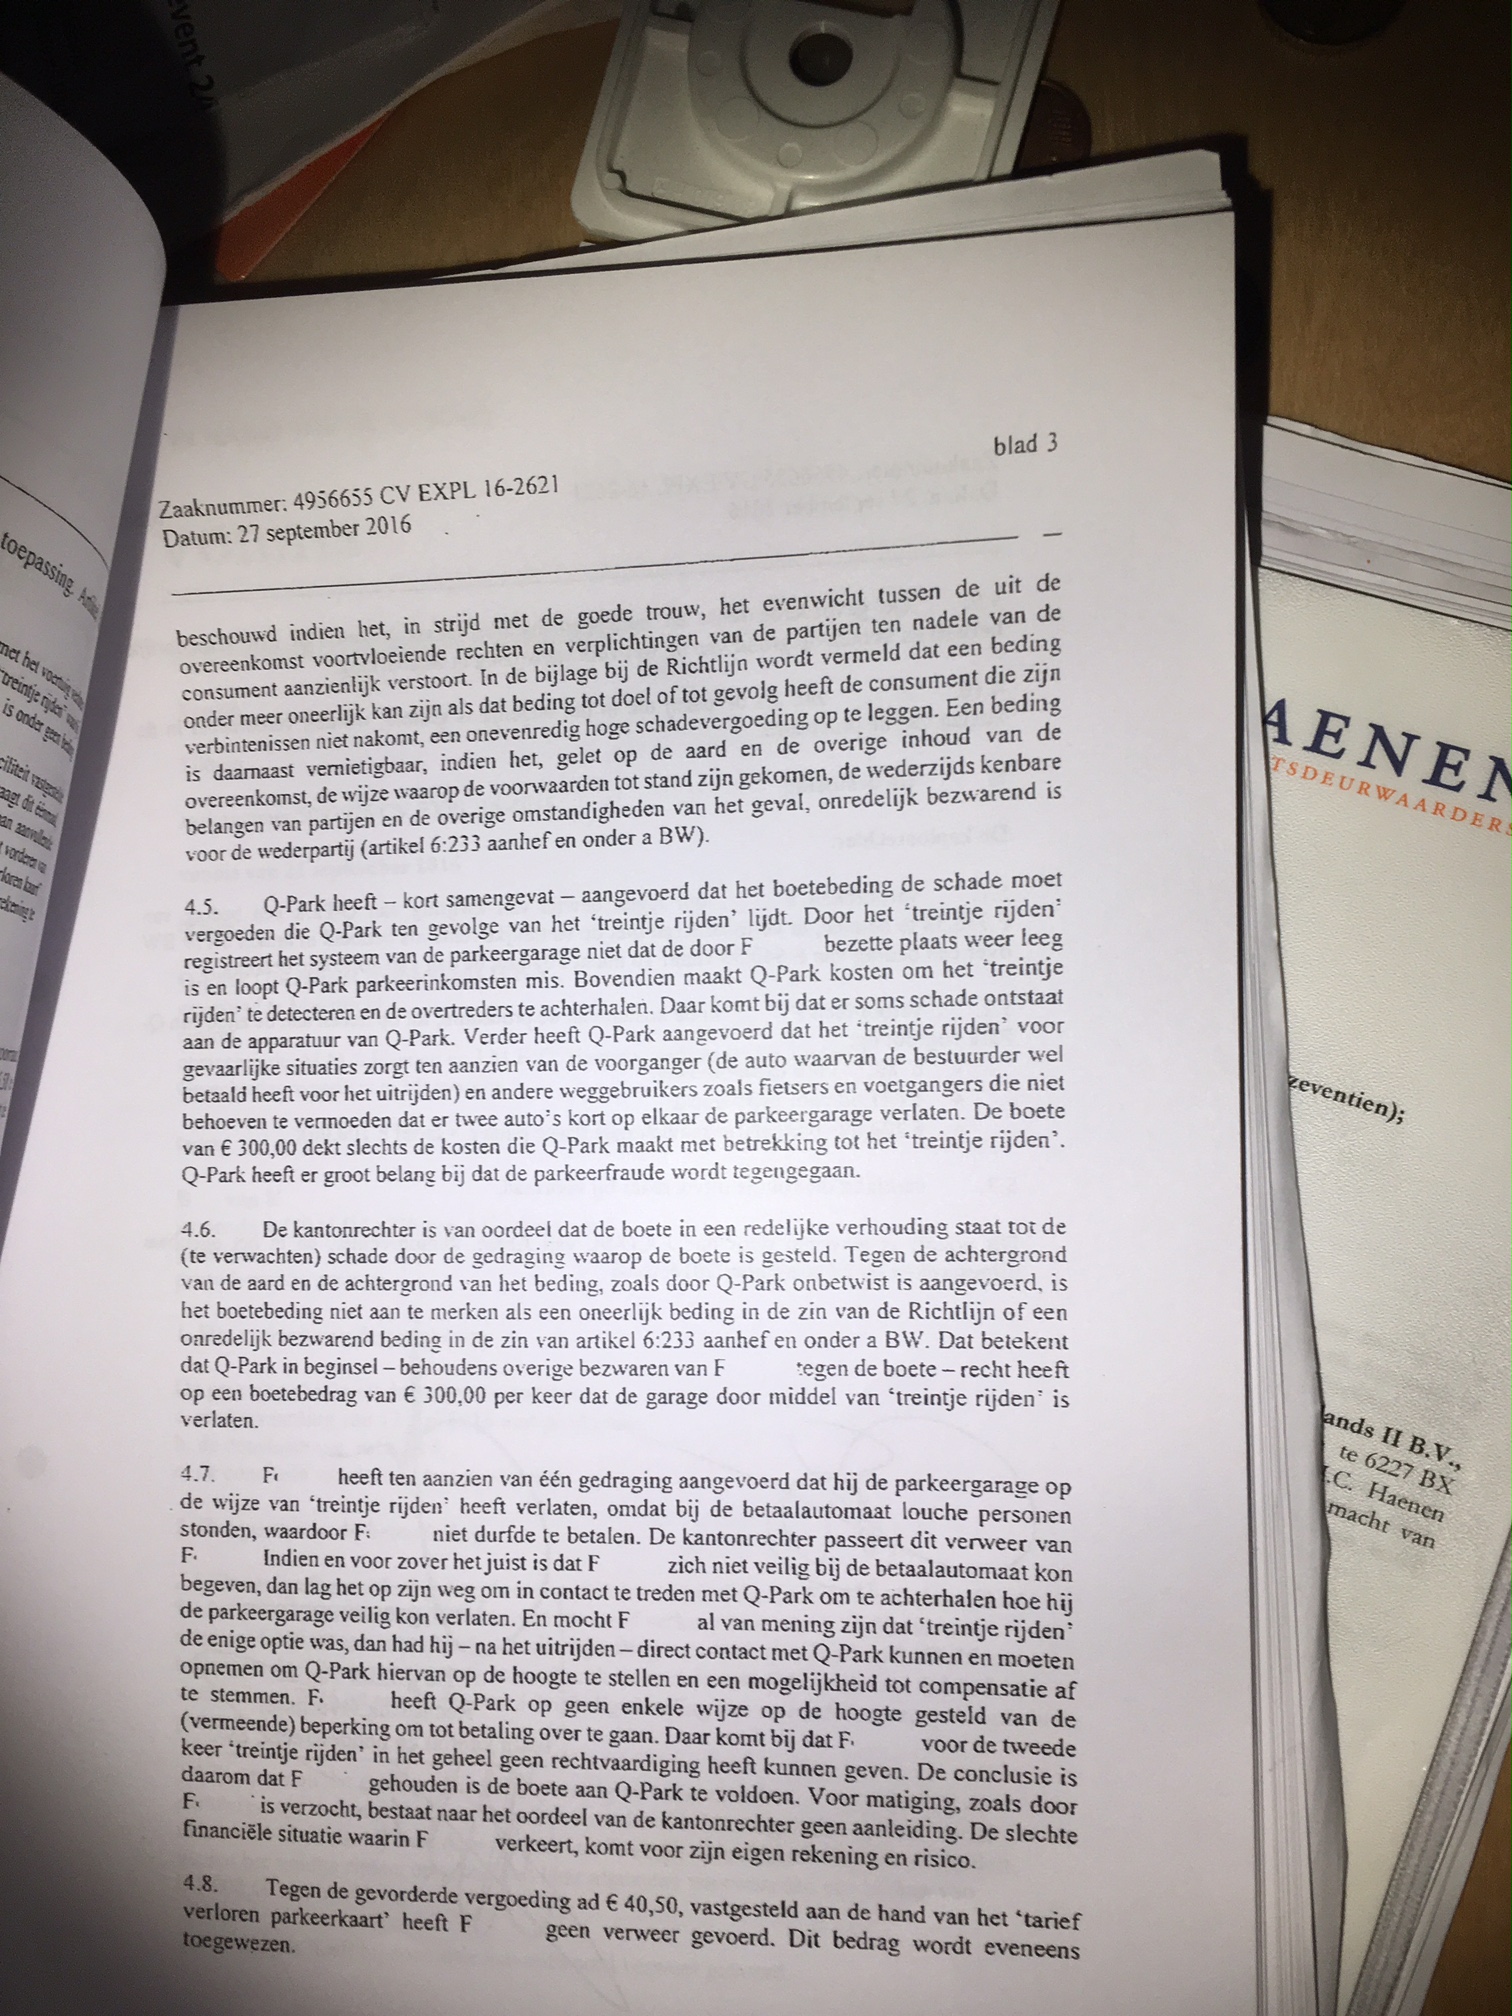 event 24
toepassing.
met het voertuig
'treintje rijden'
is onder geen
blad 3
Zaaknummer: 4956655 CV EXPL 16-2621
Datum: 27 september 2016
beschouwd indien het, in strijd met de goede trouw, het evenwicht tussen de uit de
overeenkomst voortvloeiende rechten en verplichtingen van de partijen ten nadele van de
consument aanzienlijk verstoort. In de bijlage bij de Richtlijn wordt vermeld dat een beding
onder meer oneerlijk kan zijn als dat beding tot doel of tot gevolg heeft de consument die zijn
verbintenissen niet nakomt, een onevenredig hoge schadevergoeding op te leggen. Een beding
is daarnaast vernietigbaar, indien het, gelet op de aard en de overige inhoud van de
overeenkomst, de wijze waarop de voorwaarden tot stand zijn gekomen, de wederzijds kenbare
belangen van partijen en de overige omstandigheden van het geval, onredelijk bezwarend is
voor de wederpartij (artikel 6:233 aanhef en onder a BW).
4.5. Q-Park heeft – kort samengevat – aangevoerd dat het boetebeding de schade moet
vergoeden die Q-Park ten gevolge van het ‘treintje rijden’ lijdt. Door het ‘treintje rijden’
registreert het systeem van de parkeergarage niet dat de door F bezette plaats weer leeg
is en loopt Q-Park parkeerinkomsten mis. Bovendien maakt Q-Park kosten om het ‘treintje
rijden’ te detecteren en de overtreders te achterhalen. Daar komt bij dat er soms schade ontstaat
aan de apparatuur van Q-Park. Verder heeft Q-Park aangevoerd dat het ‘treintje rijden’ voor
gevaarlijke situaties zorgt ten aanzien van de voorganger (de auto waarvan de bestuurder wel
betaald heeft voor het uitrijden) en andere weggebruikers zoals fietsers en voetgangers die niet
behoeven te vermoeden dat er twee auto’s kort op elkaar de parkeergarage verlaten. De boete
van € 300,00 dekt slechts de kosten die Q-Park maakt met betrekking tot het ‘treintje rijden’.
Q-Park heeft er groot belang bij dat de parkeerfraude wordt tegengegaan.
4.6. De kantonrechter is van oordeel dat de boete in een redelijke verhouding staat tot de
(te verwachten) schade door de gedraging waarop de boete is gesteld. Tegen de achtergrond
van de aard en de achtergrond van het beding, zoals door Q-Park onbetwist is aangevoerd, is
het boetebeding niet aan te merken als een oneerlijk beding in de zin van de Richtlijn of een
onredelijk bezwarend beding in de zin van artikel 6:233 aanhef en onder a BW. Dat betekent
dat Q-Park in beginsel – behoudens overige bezwaren van F tegen de boete – recht heeft
op een boetebedrag van € 300,00 per keer dat de garage door middel van ‘treintje rijden’ is
verlaten.
4.7. F heeft ten aanzien van één gedraging aangevoerd dat hij de parkeergarage op
de wijze van ‘treintje rijden’ heeft verlaten, omdat bij de betaalautomaat louche personen
stonden, waardoor F niet durfde te betalen. De kantonrechter passeert dit verweer van
F Indien en voor zover het juist is dat F zich niet veilig bij de betaalautomaat kon
begeven, dan lag het op zijn weg om in contact te treden met Q-Park om te achterhalen hoe hij
de parkeergarage veilig kon verlaten. En mocht F al van mening zijn dat ‘treintje rijden’
de enige optie was, dan had hij – na het uitrijden – direct contact met Q-Park kunnen en moeten
opnemen om Q-Park hiervan op de hoogte te stellen en een mogelijkheid tot compensatie af
te stemmen. F heeft Q-Park op geen enkele wijze op de hoogte gesteld van de
(vermeende) beperking om tot betaling over te gaan. Daar komt bij dat F voor de tweede
keer ‘treintje rijden’ in het geheel geen rechtvaardiging heeft kunnen geven. De conclusie is
daarom dat F gehouden is de boete aan Q-Park te voldoen. Voor matiging, zoals door
F is verzocht, bestaat naar het oordeel van de kantonrechter geen aanleiding. De slechte
financiële situatie waarin F verkeert, komt voor zijn eigen rekening en risico.
4.8. Tegen de gevorderde vergoeding ad € 40,50, vastgesteld aan de hand van het ‘tarief
verloren parkeerkaart’ heeft F geen verweer gevoerd. Dit bedrag wordt eveneens
toegewezen.
AENEN
TSDEURWAARDERS
zeventien);
ands II B.V.,
te 6227 BX
.C. Haenen
macht van